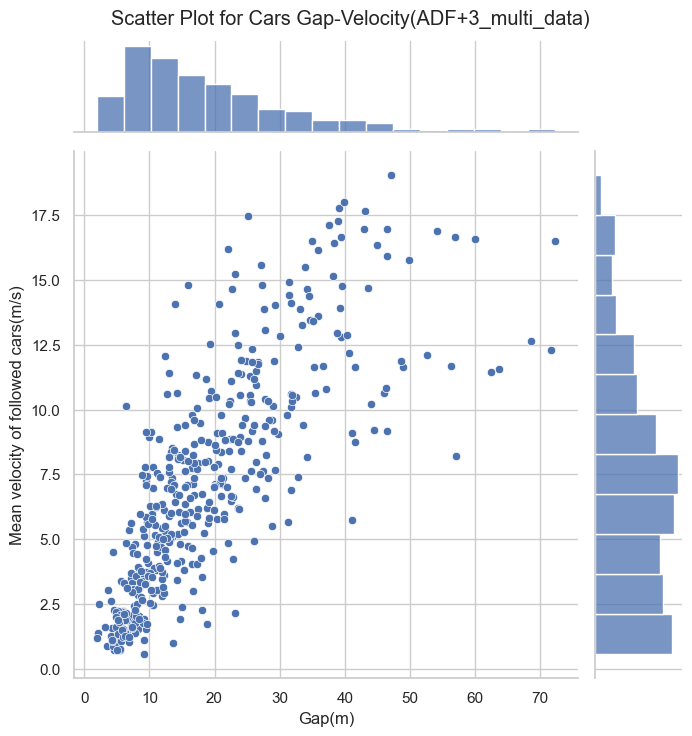 Scatter Plot for Cars Gap-Velocity(ADF+3_multi_data)
17.5
15.0
12.5
10.0
7.5
5.0
2.5
0.0
Mean velocity of followed cars(m/s)
0 10 20 30 40 50 60 70
Gap(m)